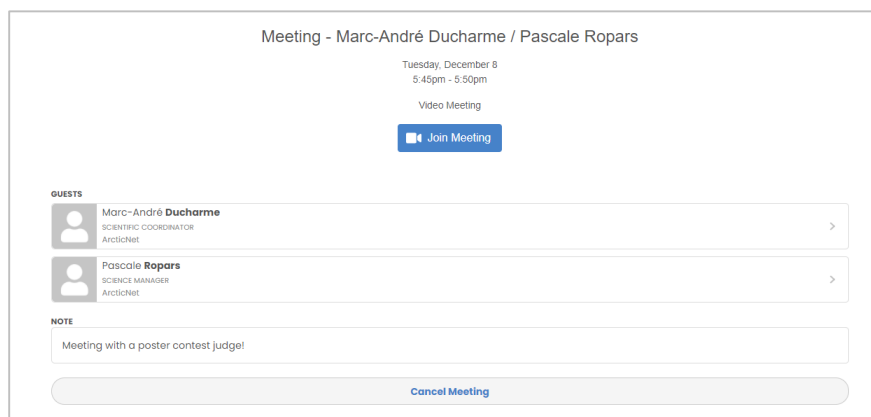 Meeting - Marc-André Ducharme / Pascale Ropars
Tuesday, December 8
5:45pm - 5:50pm
Video Meeting
Join Meeting
GUESTS
Marc-André Ducharme
SCIENTIFIC COORDINATOR
ArcticNet
Pascale Ropars
SCIENCE MANAGER
ArcticNet
NOTE
Meeting with a poster contest judge!
Cancel Meeting